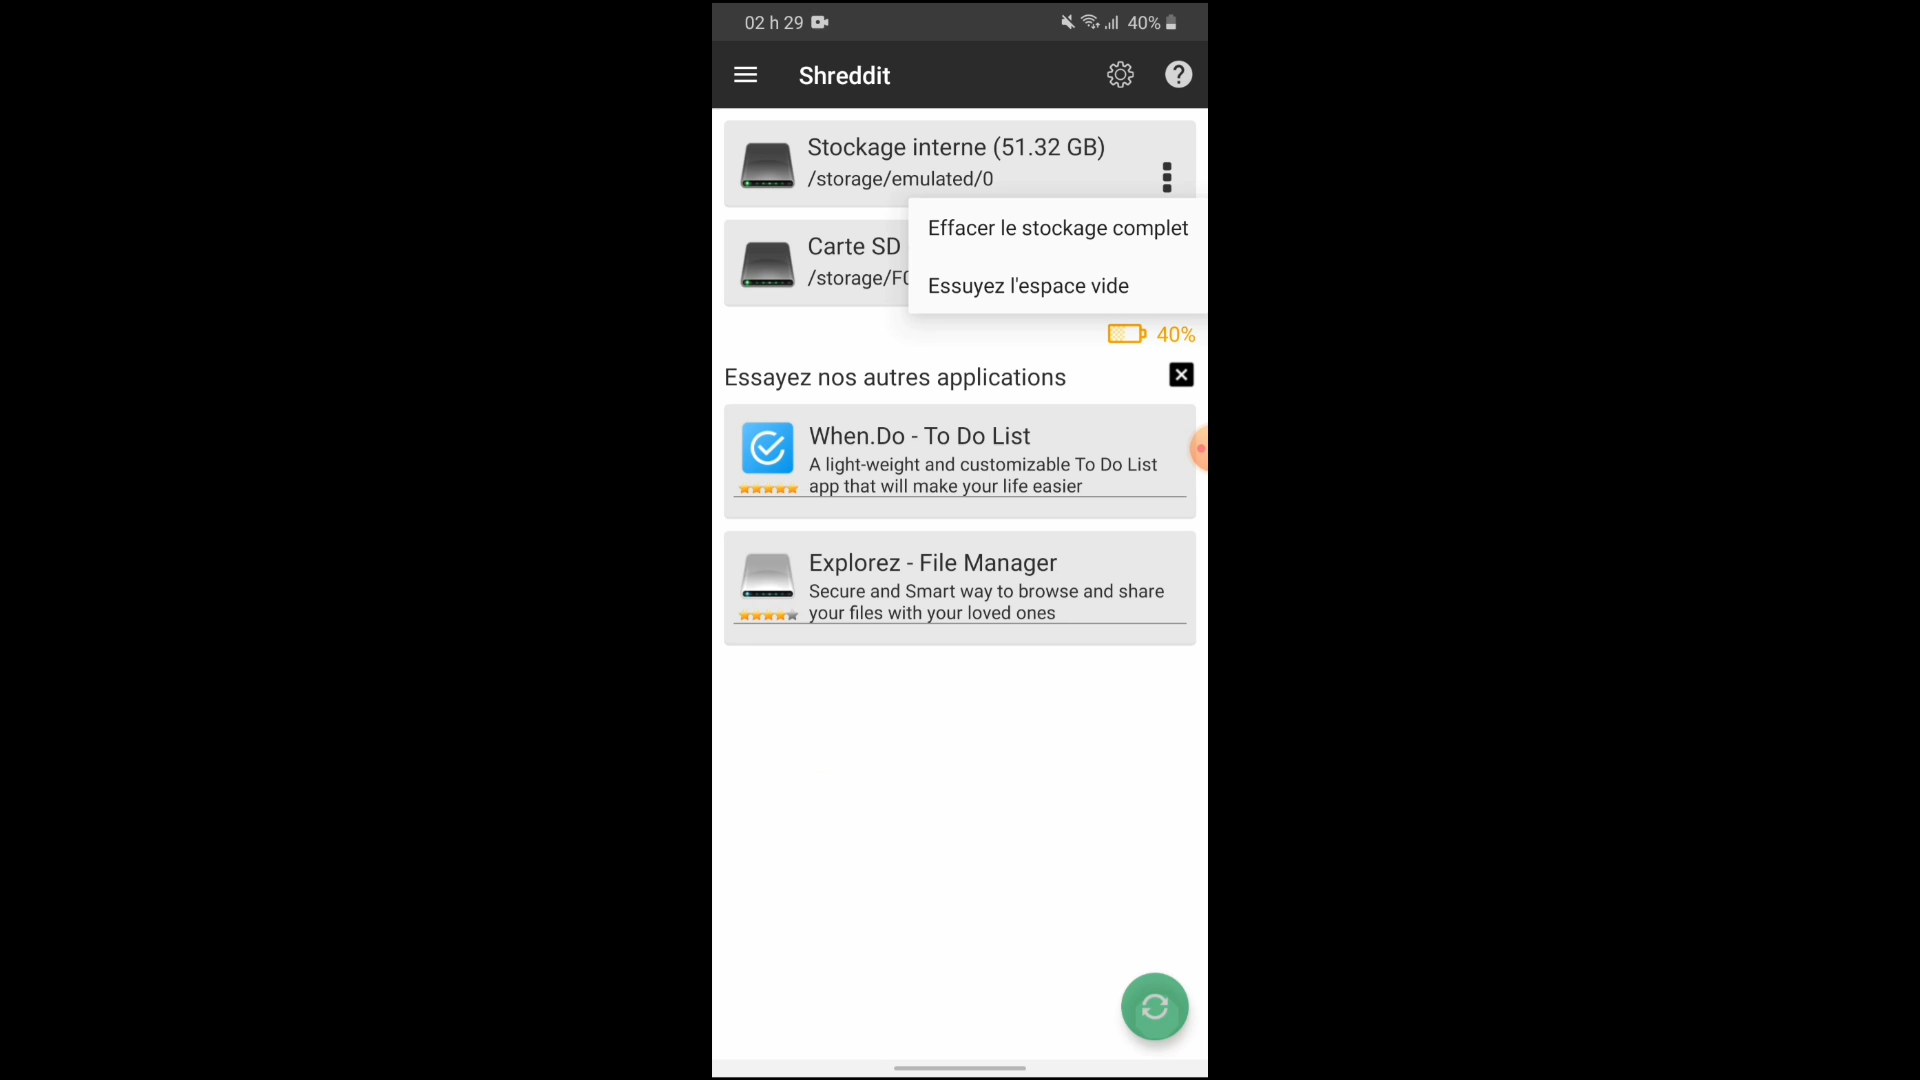 02 h 29
40%
Shreddit
Stockage interne (51.32 GB)
/storage/emulated/0
Effacer le stockage complet
Carte SD
/storage/F
Essuyez l'espace vide
40%
Essayez nos autres applications
When.Do - To Do List
A light-weight and customizable To Do List
app that will make your life easier
Explorez - File Manager
Secure and Smart way to browse and share
your files with your loved ones